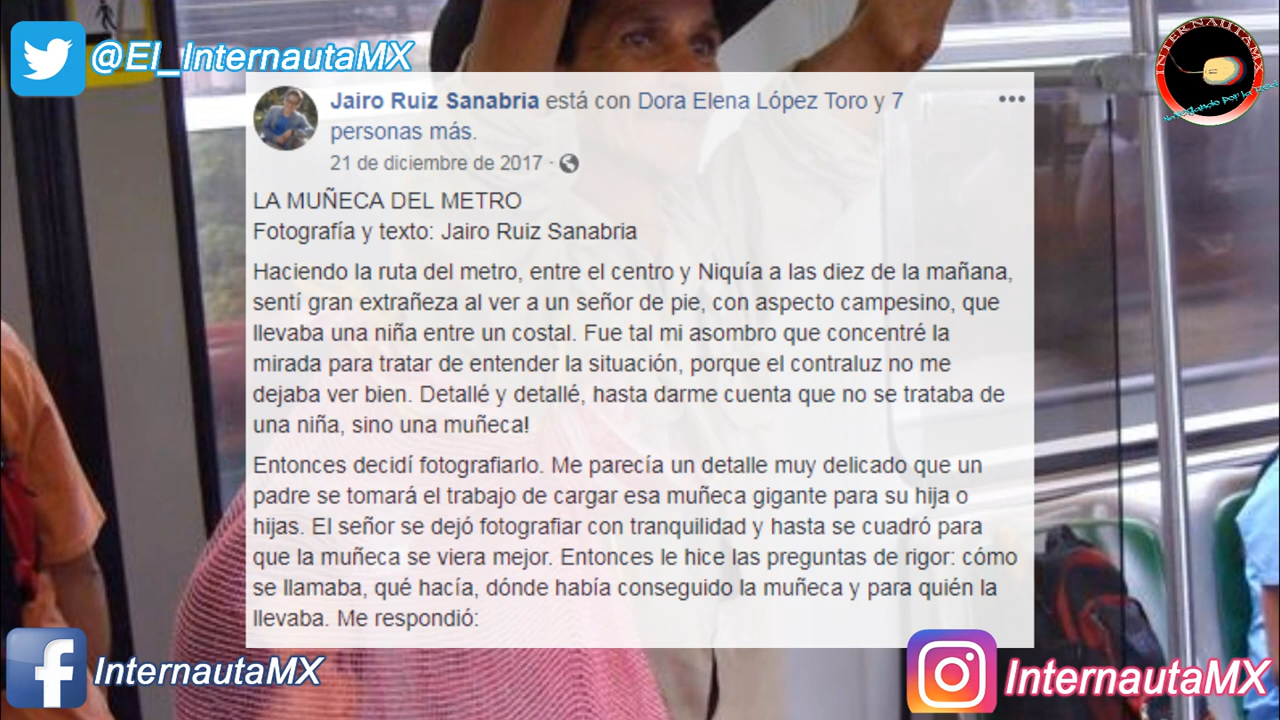 @El_InternautaMX
INTERNAUTAMX
Navegando por la Red
Jairo Ruiz Sanabria está con Dora Elena López Toro y 7
personas más.
21 de diciembre de 2017 ·
LA MUÑECA DEL METRO
Fotografía y texto: Jairo Ruiz Sanabria
Haciendo la ruta del metro, entre el centro y Niquía a las diez de la mañana,
sentí gran extrañeza al ver a un señor de pie, con aspecto campesino, que
llevaba una niña entre un costal. Fue tal mi asombro que concentré la
mirada para tratar de entender la situación, porque el contraluz no me
dejaba ver bien. Detallé y detallé, hasta darme cuenta que no se trataba de
una niña, sino una muñeca!
Entonces decidí fotografiarlo. Me parecía un detalle muy delicado que un
padre se tomará el trabajo de cargar esa muñeca gigante para su hija o
hijas. El señor se dejó fotografiar con tranquilidad y hasta se cuadró para
que la muñeca se viera mejor. Entonces le hice las preguntas de rigor: cómo
se llamaba, qué hacía, dónde había conseguido la muñeca y para quién la
llevaba. Me respondió:
InternautaMX
InternautaMX